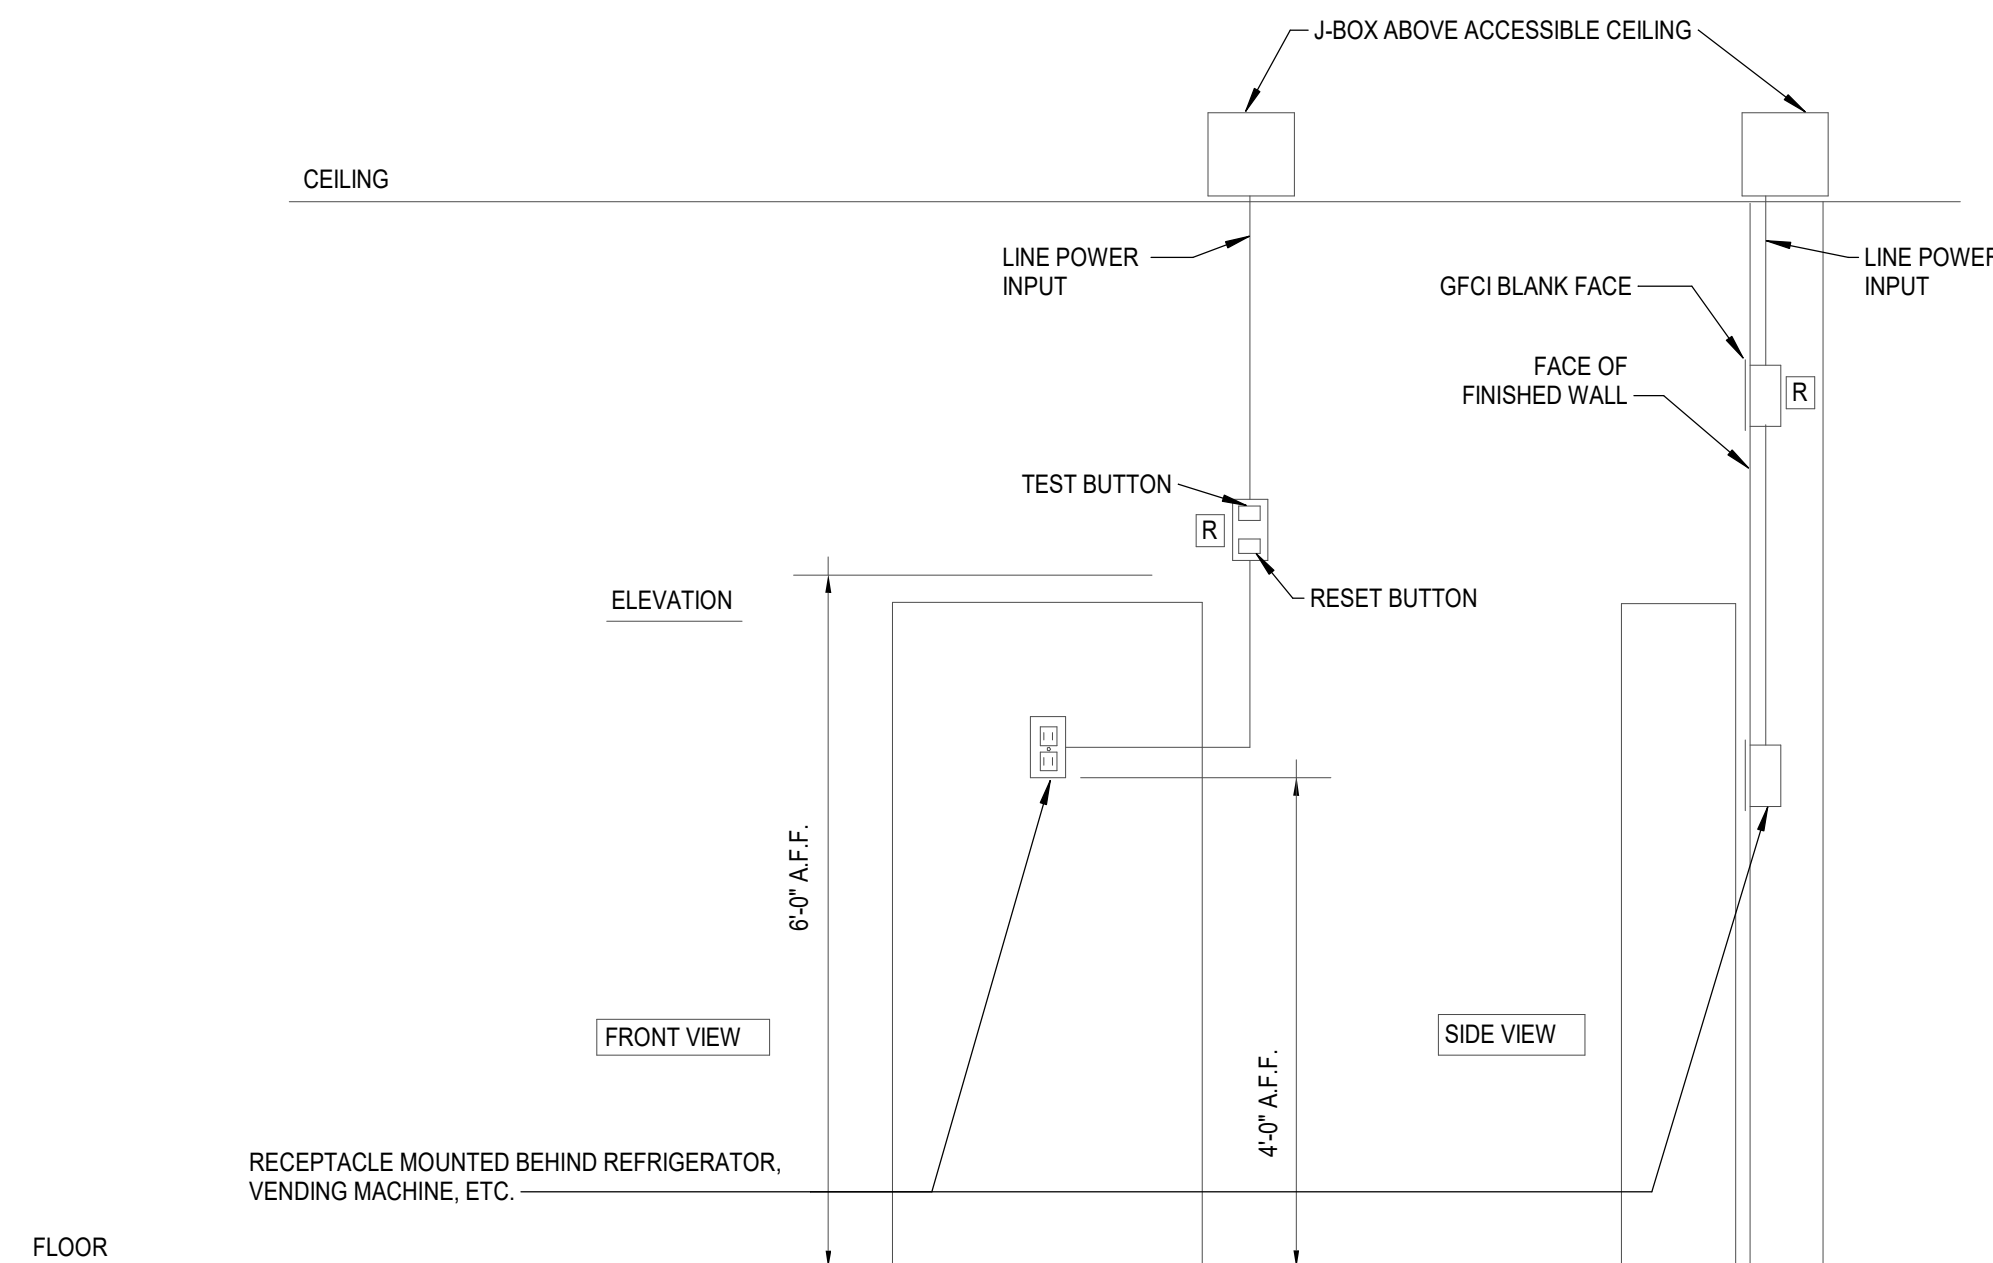 J-BOX ABOVE ACCESSIBLE CEILING
CEILING
LINE POWER
INPUT
LINE POWER
INPUT
GFCI BLANK FACE
FACE OF
FINISHED WALL
R
TEST BUTTON
R
RESET BUTTON
ELEVATION
6'-0" A.F.F.
FRONT VIEW
SIDE VIEW
4'-0" A.F.F.
RECEPTACLE MOUNTED BEHIND REFRIGERATOR,
VENDING MACHINE, ETC.
FLOOR